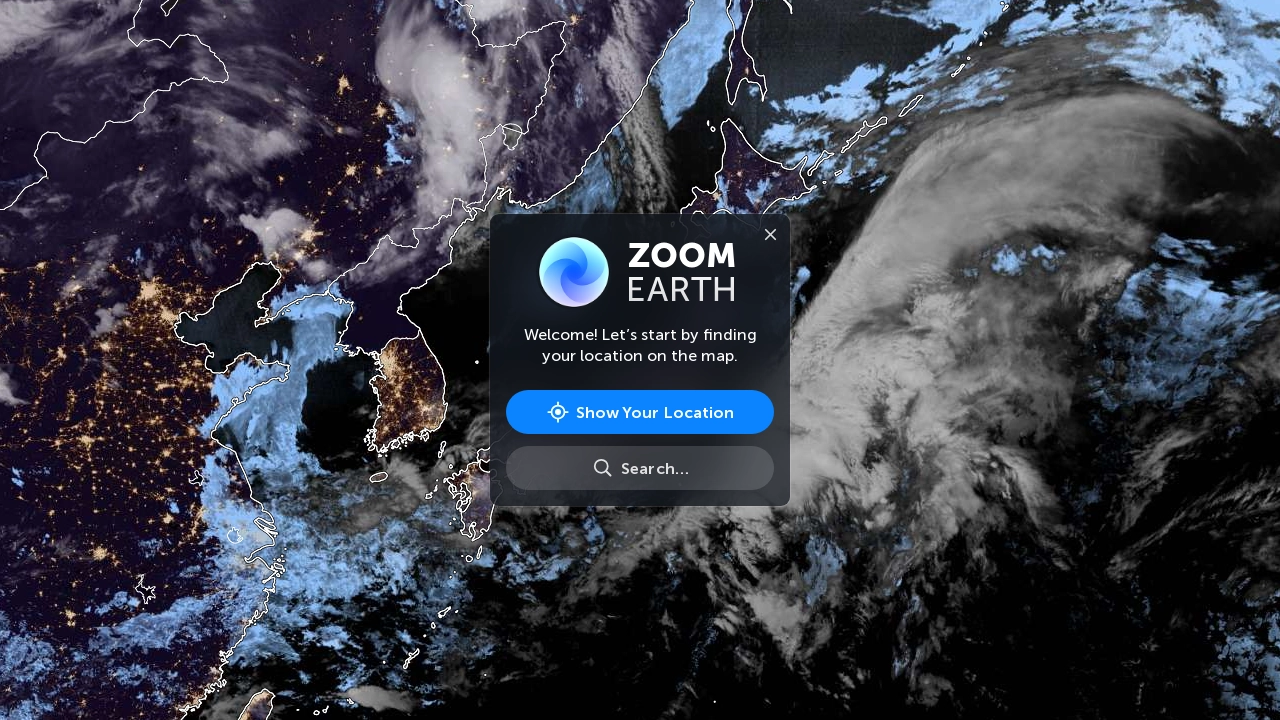 ZOOM
EARTH
Welcome! Let’s start by finding
your location on the map.
Show Your Location
Search…